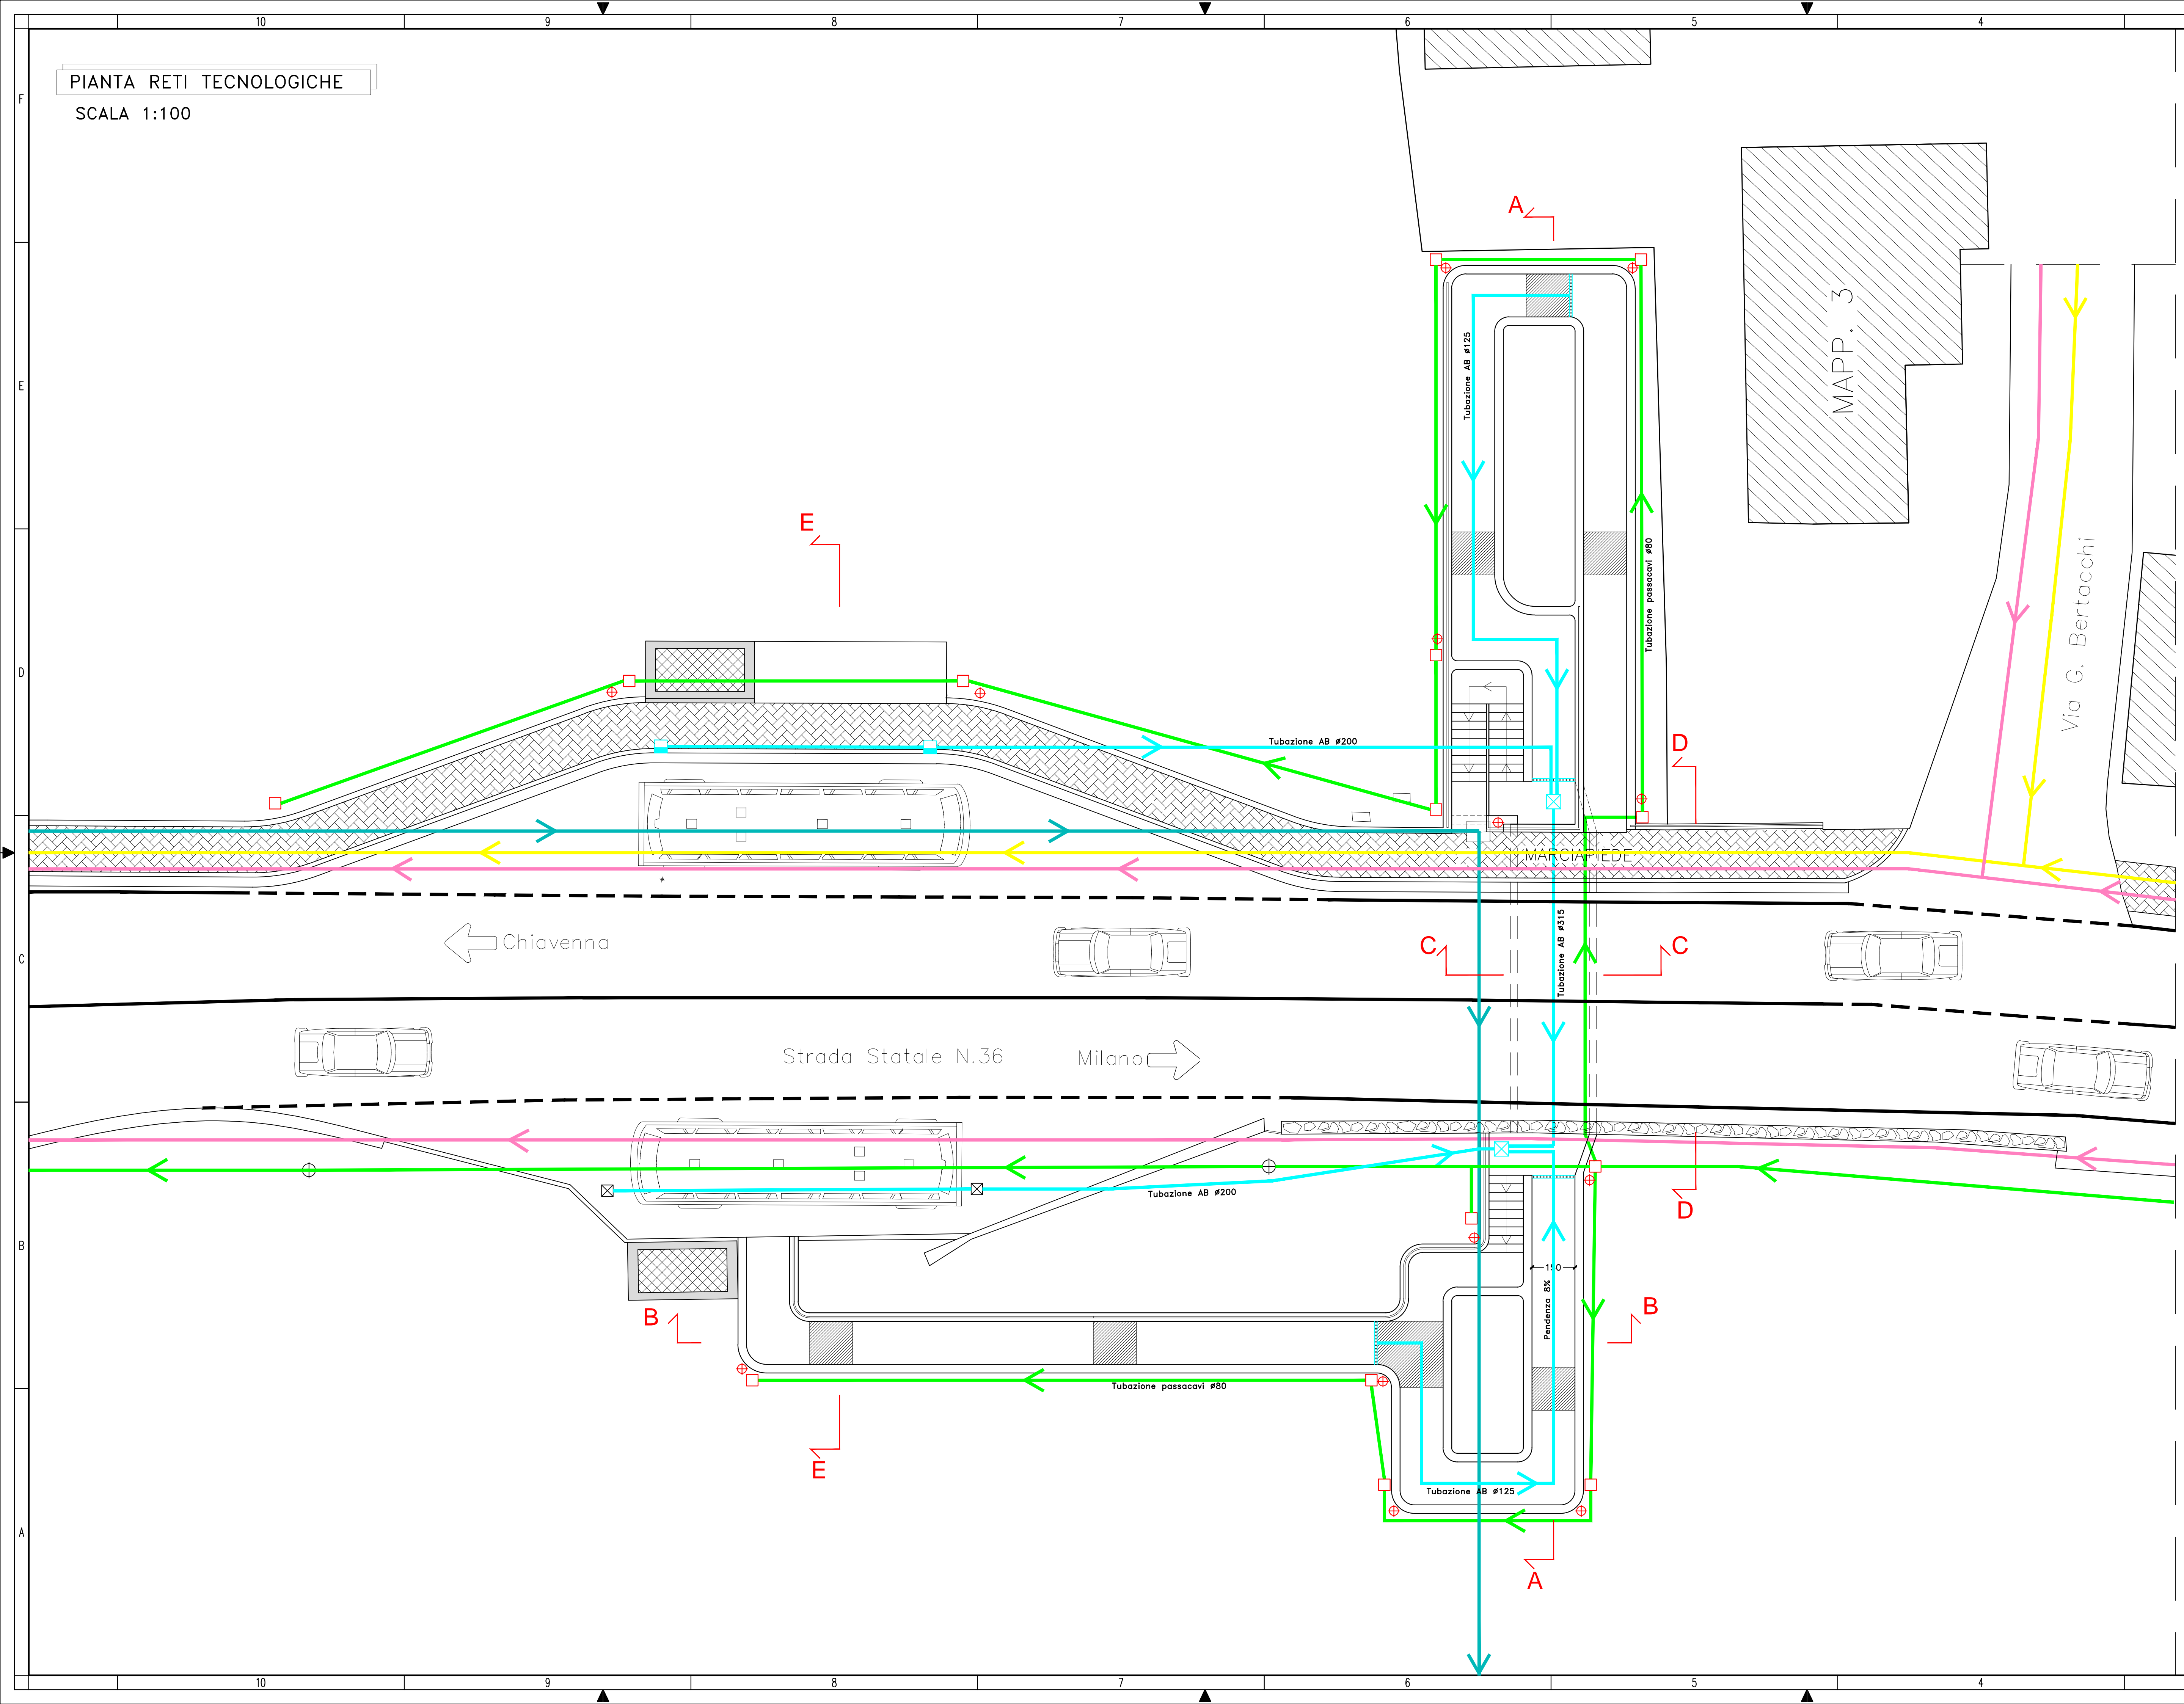 10 9 8 7 6 5 4
F
PIANTA RETI TECNOLOGICHE
SCALA 1:100
A
E
MAPP. 3
Tubazione AB ø125
E
Tubazione passacavi ø80
Via G. Bertacchi
D
D
Tubazione AB ø200
MARCIAPIEDE
C
Chiavenna
C
C
Tubazione AB ø315
Strada Statale N.36
Milano
Tubazione AB ø200
D
B
150
Pendenza 8%
B
B
Tubazione passacavi ø80
E
Tubazione AB ø125
A
A
10 9 8 7 6 5 4